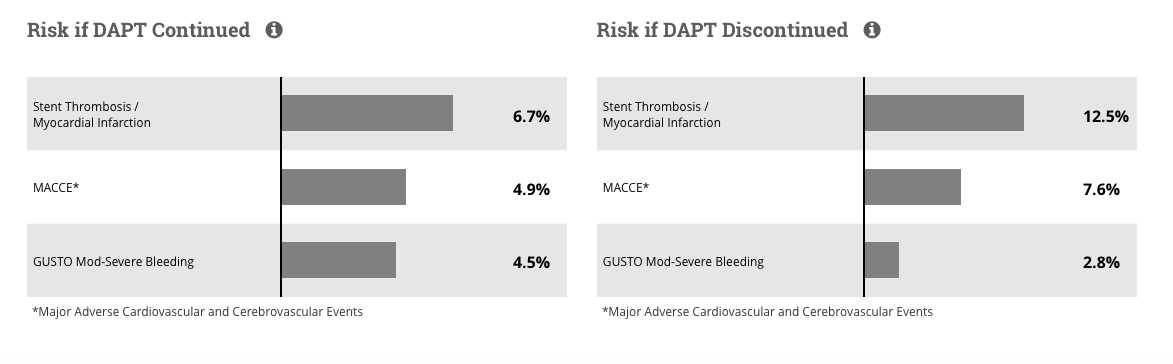 Risk if DAPT Continued
Stent Thrombosis /
Myocardial Infarction
6.7%
MACCE*
4.9%
GUSTO Mod-Severe Bleeding
4.5%
*Major Adverse Cardiovascular and Cerebrovascular Events
Risk if DAPT Discontinued
Stent Thrombosis /
Myocardial Infarction
12.5%
MACCE*
7.6%
GUSTO Mod-Severe Bleeding
2.8%
*Major Adverse Cardiovascular and Cerebrovascular Events